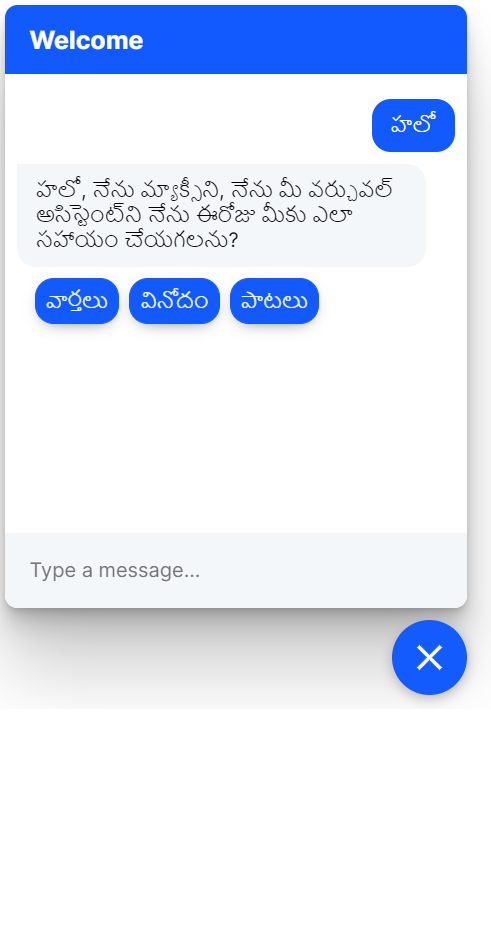 Welcome
హలో
హలో, నేను మ్యాక్సీని, నేను మీ వర్చువల్
అసిస్టెంట్‌ని నేను ఈరోజు మీకు ఎలా
సహాయం చేయగలను?
వార్తలు వినోదం పాటలు
Type a message...